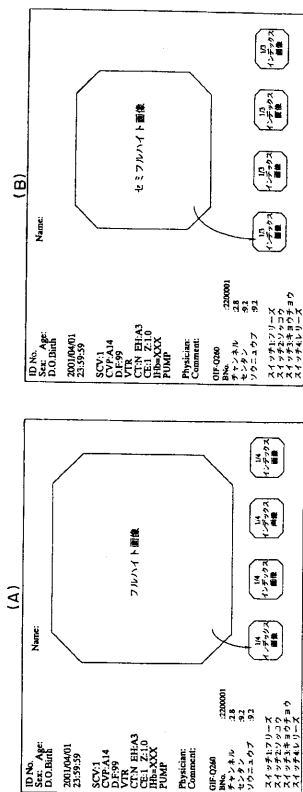 (A)
ID No.
Name:
Sex: Age:
D.O.Birth
2001/04/01
23:59:59
SCV:1
CVP:A14
D.F:99
VTR
CT:N EH:A3
CE:1 Z:1.0
IHb=XXX
PUMP
Physician:
Comment:
フルハイト画像
GIF-Q260
BNo. :2200001
チャンネル :2.8
センタン :9.2
ソウニュウブ :9.2
スイッチ1:フリーズ
スイッチ2:ソッコウ
スイッチ3:キョウチョウ
スイッチ4:レリーズ
1/4
インデックス
画像
1/4
インデックス
画像
1/4
インデックス
画像
1/4
インデックス
画像
(B)
ID No.
Name:
Sex: Age:
D.O.Birth
2001/04/01
23:59:59
SCV:1
CVP:A14
D.F:99
VTR
CT:N EH:A3
CE:1 Z:1.0
IHb=XXX
PUMP
Physician:
Comment:
セミフルハイト画像
GIF-Q260
BNo. :2200001
チャンネル :2.8
センタン :9.2
ソウニュウブ :9.2
スイッチ1:フリーズ
スイッチ2:ソッコウ
スイッチ3:キョウチョウ
スイッチ4:レリーズ
1/3
インデックス
画像
1/3
インデックス
画像
1/3
インデックス
画像
1/3
インデックス
画像